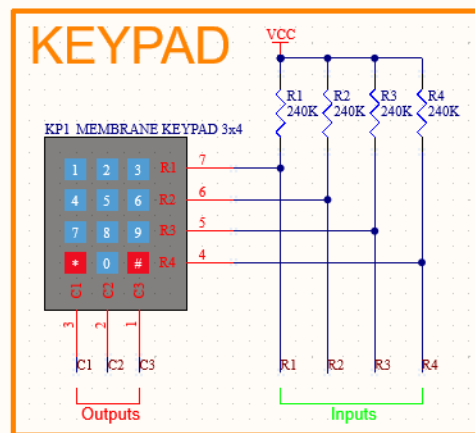 KEYPAD
VCC
R1 R2 R3 R4
240K 240K 240K 240K
KP1 MEMBRANE KEYPAD 3x4
1 2 3 R1 7
4 5 6 R2 6
7 8 9 R3 5
* 0 # R4 4
C1 C2 C3
3 2 1
C1 C2 C3 R1 R2 R3 R4
Outputs Inputs